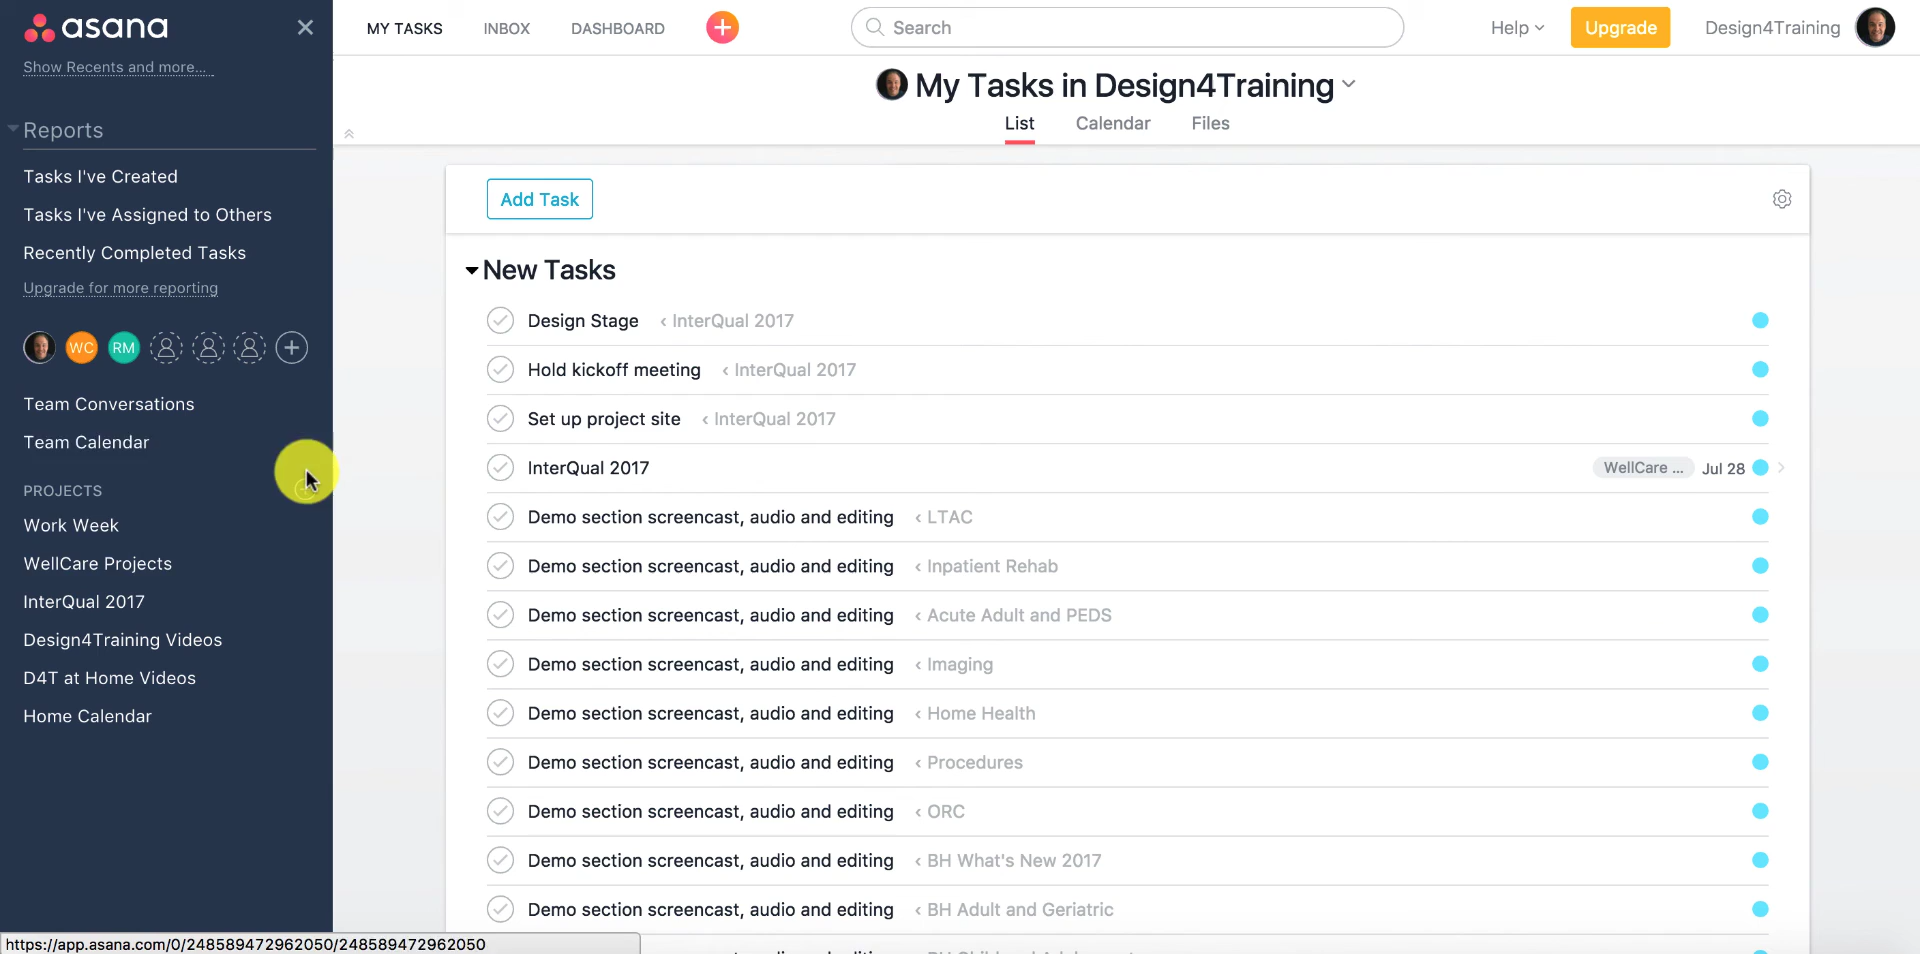 asana
MY TASKS INBOX DASHBOARD Search Help Upgrade Design4Training
Show Recents and more...
My Tasks in Design4Training
List Calendar Files
Reports
Tasks I've Created
Tasks I've Assigned to Others
Recently Completed Tasks
Upgrade for more reporting
WC RM
Team Conversations
Team Calendar
PROJECTS
Work Week
WellCare Projects
InterQual 2017
Design4Training Videos
D4T at Home Videos
Home Calendar
Add Task
New Tasks
Design Stage ‹ InterQual 2017
Hold kickoff meeting ‹ InterQual 2017
Set up project site ‹ InterQual 2017
InterQual 2017 WellCare ... Jul 28
Demo section screencast, audio and editing ‹ LTAC
Demo section screencast, audio and editing ‹ Inpatient Rehab
Demo section screencast, audio and editing ‹ Acute Adult and PEDS
Demo section screencast, audio and editing ‹ Imaging
Demo section screencast, audio and editing ‹ Home Health
Demo section screencast, audio and editing ‹ Procedures
Demo section screencast, audio and editing ‹ ORC
Demo section screencast, audio and editing ‹ BH What's New 2017
Demo section screencast, audio and editing ‹ BH Adult and Geriatric
https://app.asana.com/0/248589472962050/248589472962050